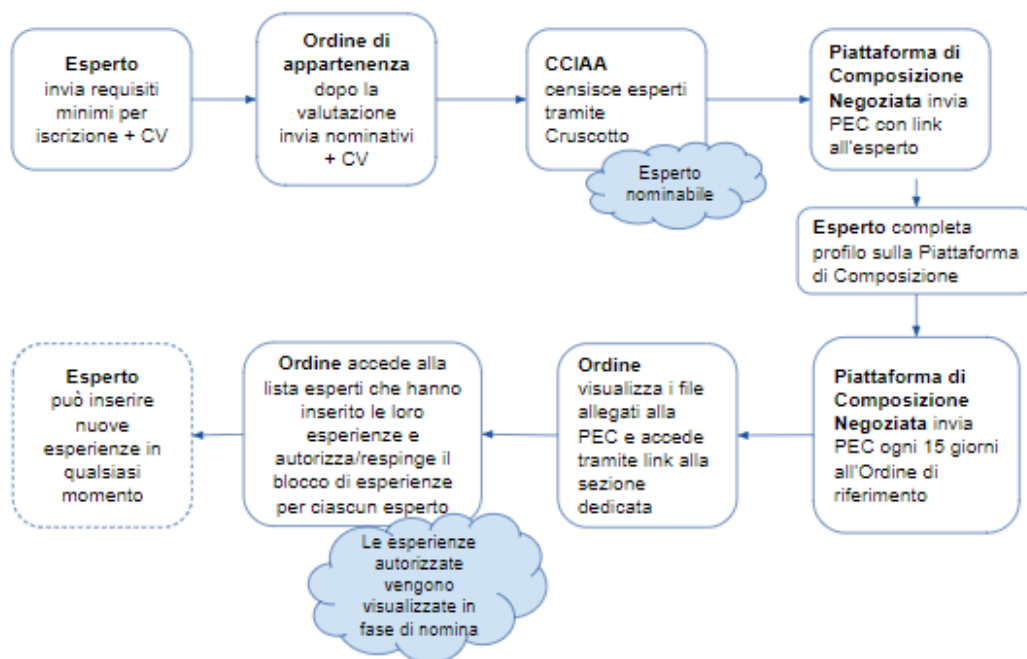 Esperto
invia requisiti
minimi per
iscrizione + CV
Ordine di
appartenenza
dopo la
valutazione
invia nominativi
+ CV
CCIAA
censisce esperti
tramite
Cruscotto
Esperto
nominabile
Piattaforma di
Composizione
Negoziata invia
PEC con link
all'esperto
Esperto completa
profilo sulla Piattaforma
di Composizione
Piattaforma di
Composizione
Negoziata invia
PEC ogni 15 giorni
all'Ordine di
riferimento
Ordine
visualizza i file
allegati alla
PEC e accede
tramite link alla
sezione
dedicata
Ordine accede alla
lista esperti che hanno
inserito le loro
esperienze e
autorizza/respinge il
blocco di esperienze
per ciascun esperto
Le esperienze
autorizzate
vengono
visualizzate in
fase di nomina
Esperto
può inserire
nuove
esperienze in
qualsiasi
momento